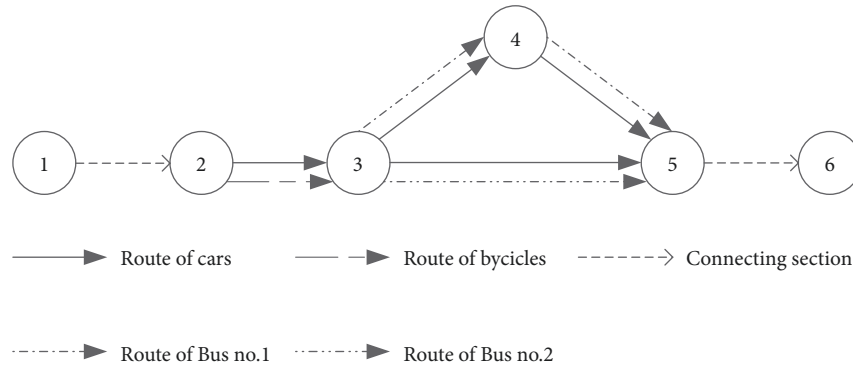 4
1 2 3 5 6
Route of cars Route of bycicles Connecting section
Route of Bus no.1 Route of Bus no.2